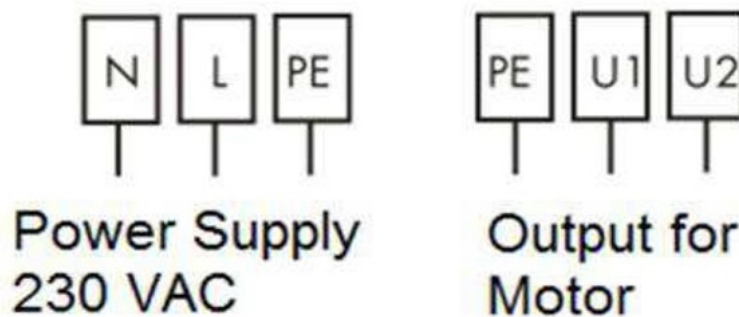 N L PE PE U1 U2
Power Supply
230 VAC
Output for
Motor